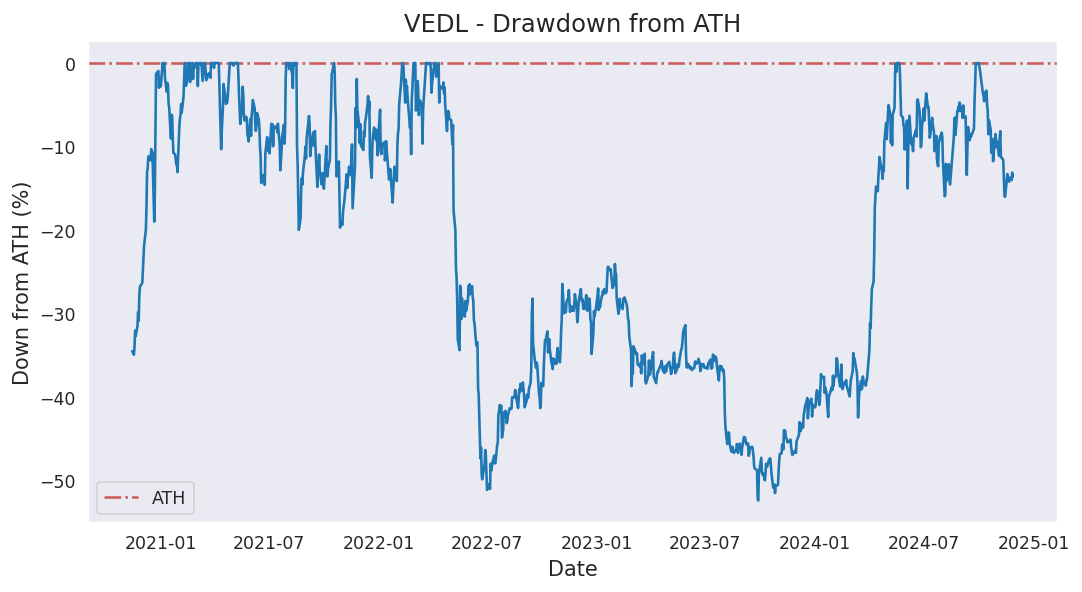 VEDL - Drawdown from ATH
Down from ATH (%)
0
−10
−20
−30
−40
−50
ATH
2021-01 2021-07 2022-01 2022-07 2023-01 2023-07 2024-01 2024-07 2025-01
Date